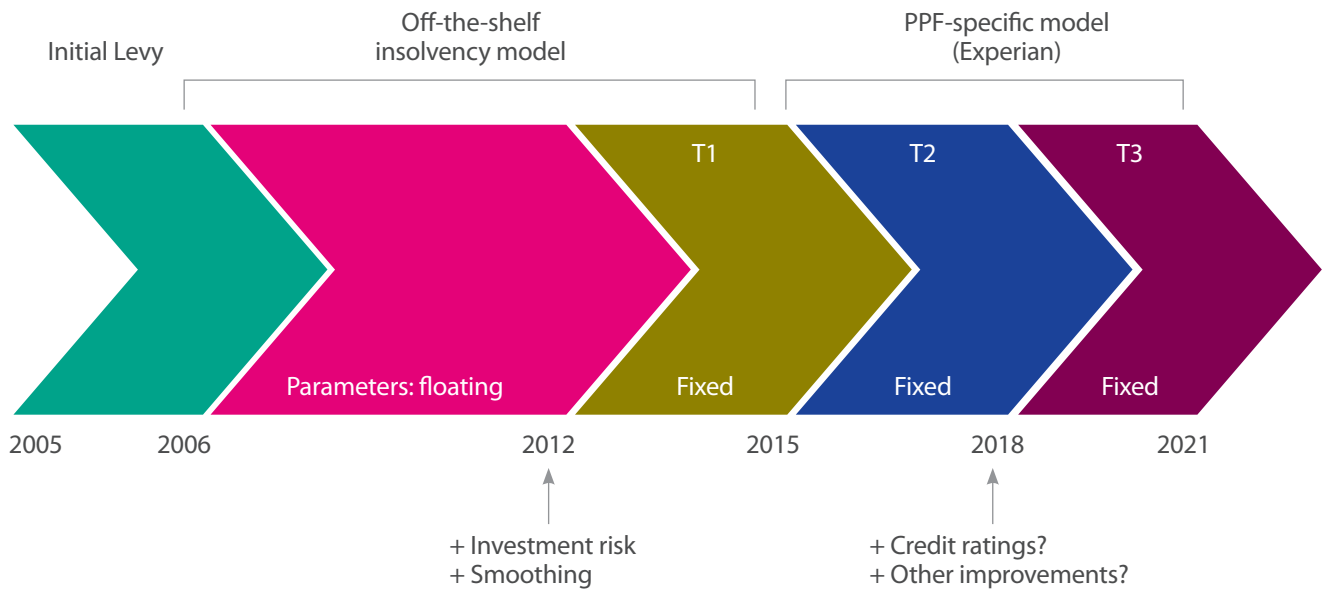 Initial Levy
Off-the-shelf
insolvency model
PPF-specific model
(Experian)
T1
T2
T3
Parameters: floating
Fixed
Fixed
Fixed
2005
2006
2012
2015
2018
2021
+ Investment risk
+ Smoothing
+ Credit ratings?
+ Other improvements?